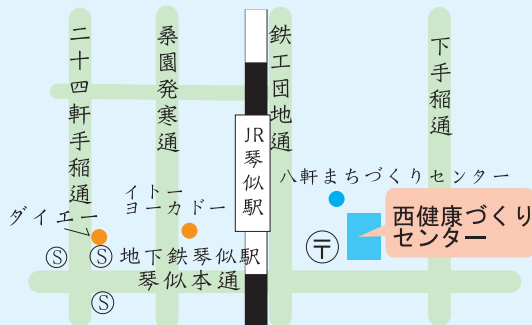 二十四軒手稲通
桑園発寒通
鉄工団地通
下手稲通
JR琴似駅
八軒まちづくりセンター
イトー
ヨーカドー
ダイエー
西健康づくり
センター
〒
Ⓢ
Ⓢ
地下鉄琴似駅
琴似本通
Ⓢ